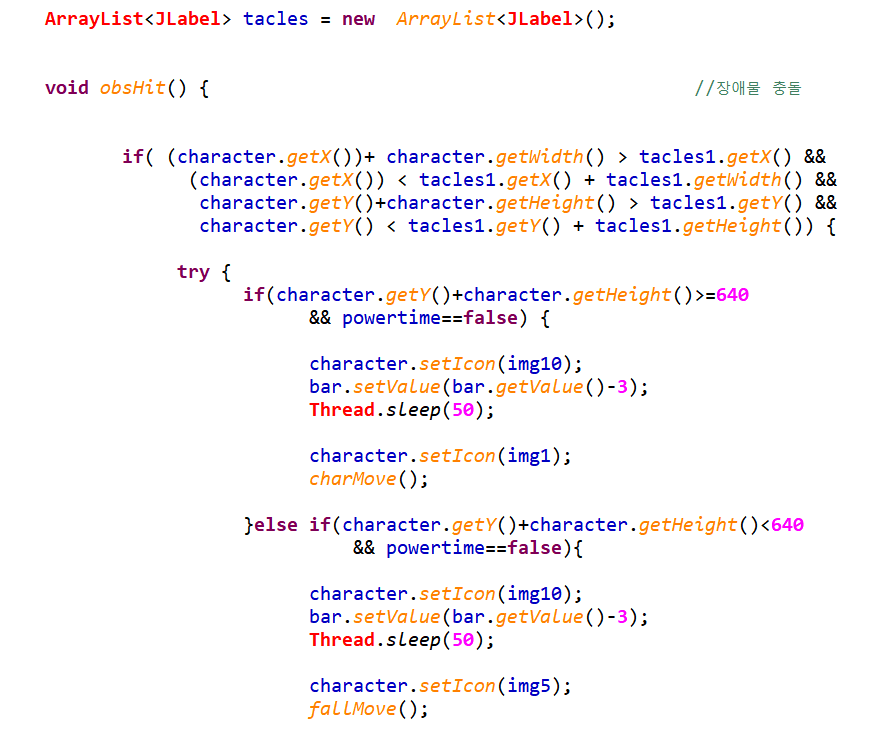 ArrayList<JLabel> tacles = new  ArrayList<JLabel>();
void obsHit() {                                            //장애물 충돌
if( (character.getX())+ character.getWidth() > tacles1.getX() &&
(character.getX()) < tacles1.getX() + tacles1.getWidth() &&
character.getY()+character.getHeight() > tacles1.getY() &&
character.getY() < tacles1.getY() + tacles1.getHeight()) {
try {
if(character.getY()+character.getHeight()>=640
&& powertime==false) {
character.setIcon(img10);
bar.setValue(bar.getValue()-3);
Thread.sleep(50);
character.setIcon(img1);
charMove();
}else if(character.getY()+character.getHeight()<640
&& powertime==false){
character.setIcon(img10);
bar.setValue(bar.getValue()-3);
Thread.sleep(50);
character.setIcon(img5);
fallMove();